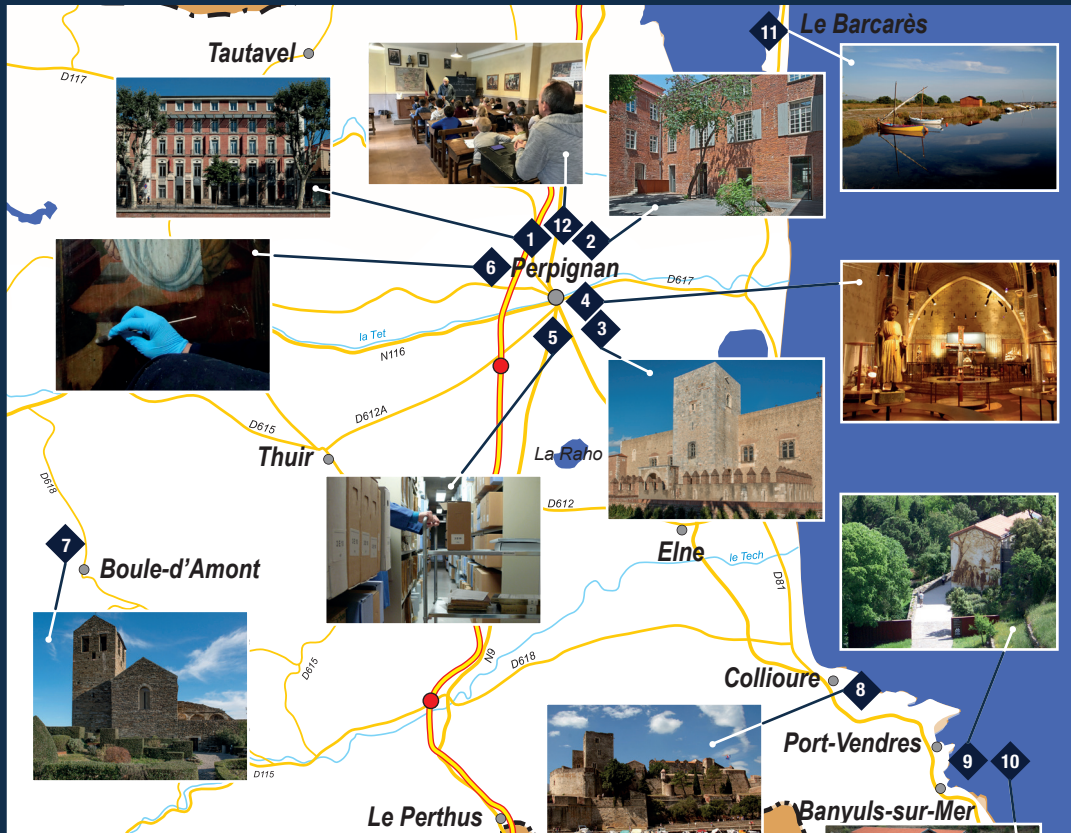 Le Barcarès
11
Tautavel
D117
12
1
2
6
Perpignan
D617
4
3
la Tet
5
N116
D612A
D615
Thuir
La Raho
D618
D612
7
Elne
le Tech
Boule-d'Amont
D81
N9
D618
D615
Collioure
8
Port-Vendres
9
10
D115
Banyuls-sur-Mer
Le Perthus